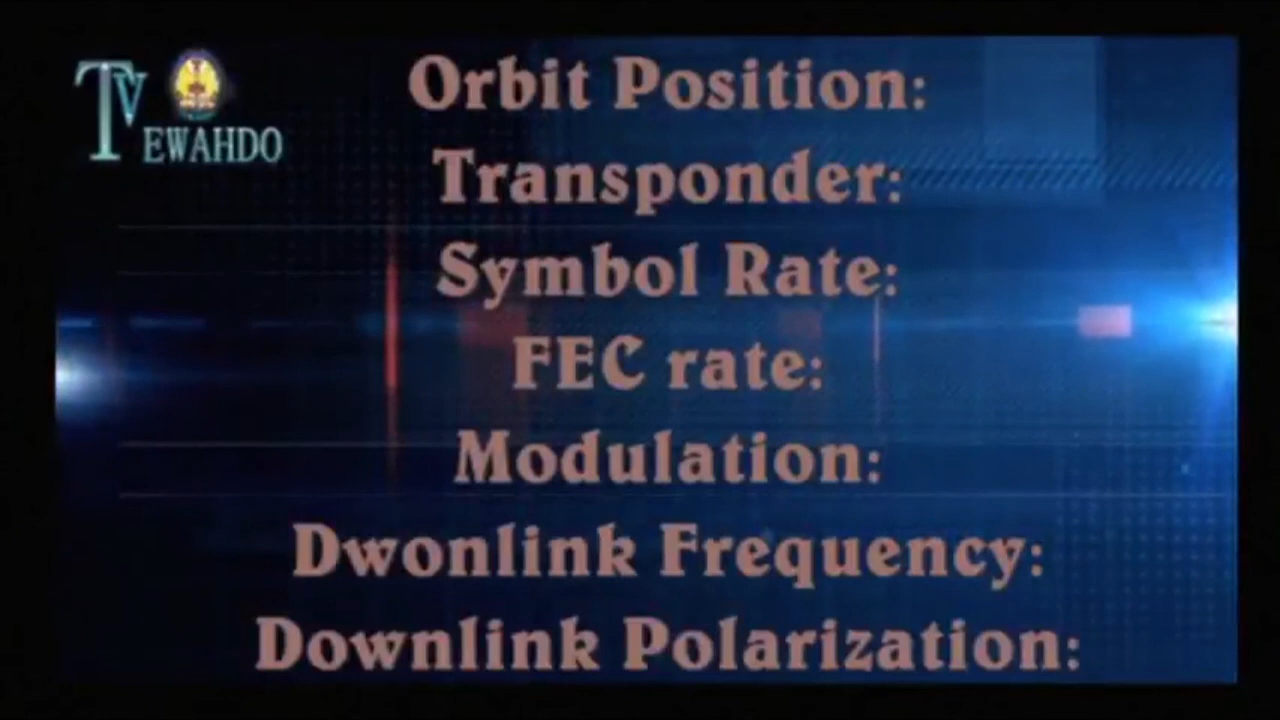 TV EWAHDO
Orbit Position:
Transponder:
Symbol Rate:
FEC rate:
Modulation:
Dwonlink Frequency:
Downlink Polarization: